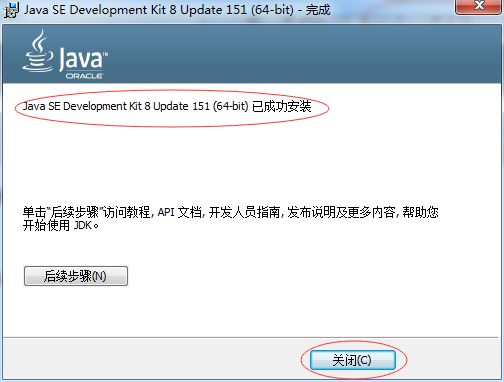 Java SE Development Kit 8 Update 151 (64-bit) - 完成
Java
ORACLE
Java SE Development Kit 8 Update 151 (64-bit) 已成功安装
单击“后续步骤”访问教程, API 文档, 开发人员指南, 发布说明及更多内容, 帮助您
开始使用 JDK。
后续步骤(N)
关闭(C)